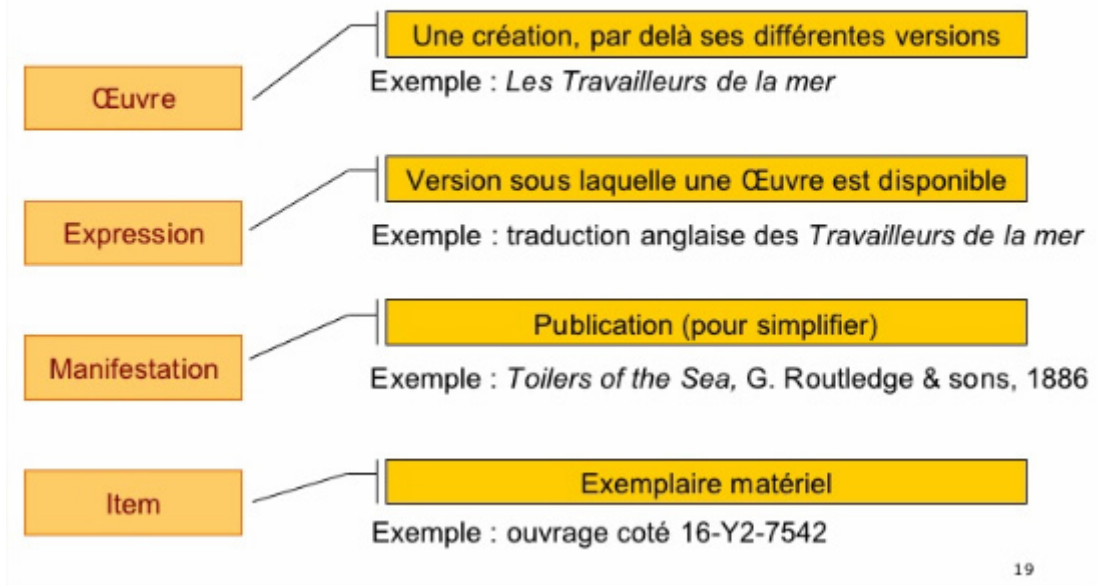 Une création, par delà ses différentes versions
Œuvre
Exemple : Les Travailleurs de la mer
Version sous laquelle une Œuvre est disponible
Expression
Exemple : traduction anglaise des Travailleurs de la mer
Publication (pour simplifier)
Manifestation
Exemple : Toilers of the Sea, G. Routledge & sons, 1886
Exemplaire matériel
Item
Exemple : ouvrage coté 16-Y2-7542
19